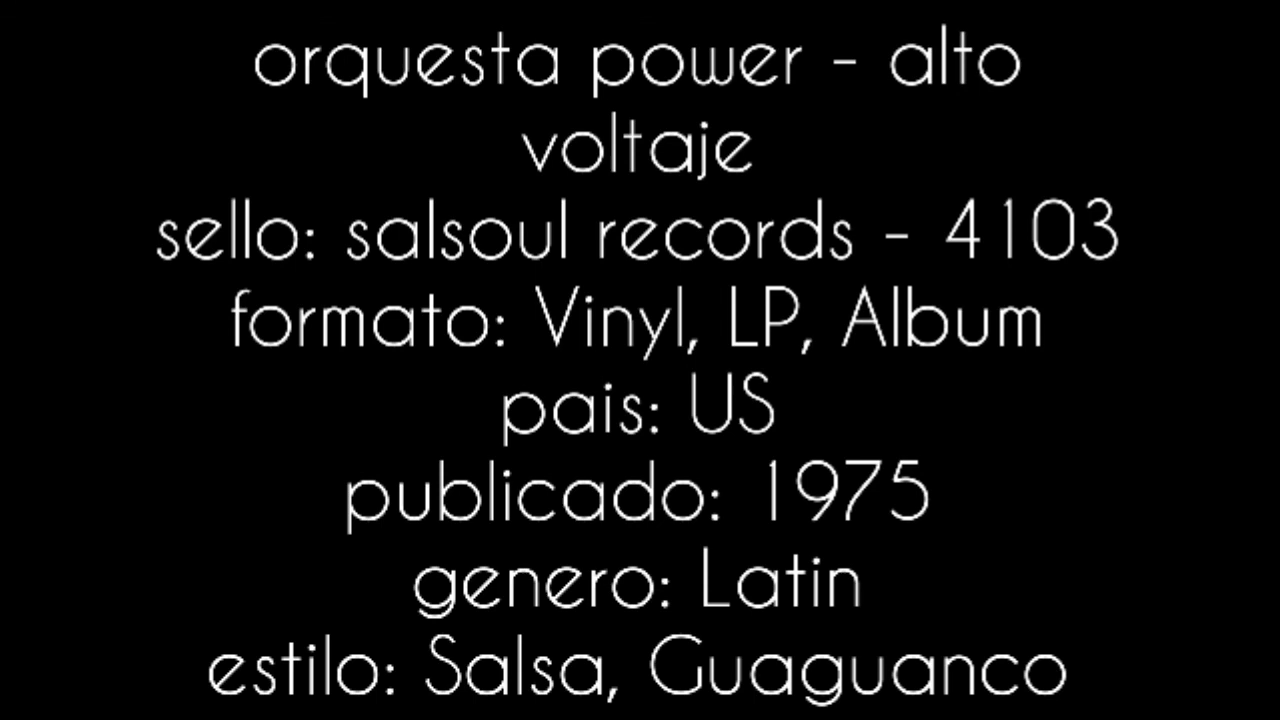 orquesta power - alto
voltaje
sello: salsoul records - 4103
formato: Vinyl, LP, Album
pais: US
publicado: 1975
genero: Latin
estilo: Salsa, Guaguanco